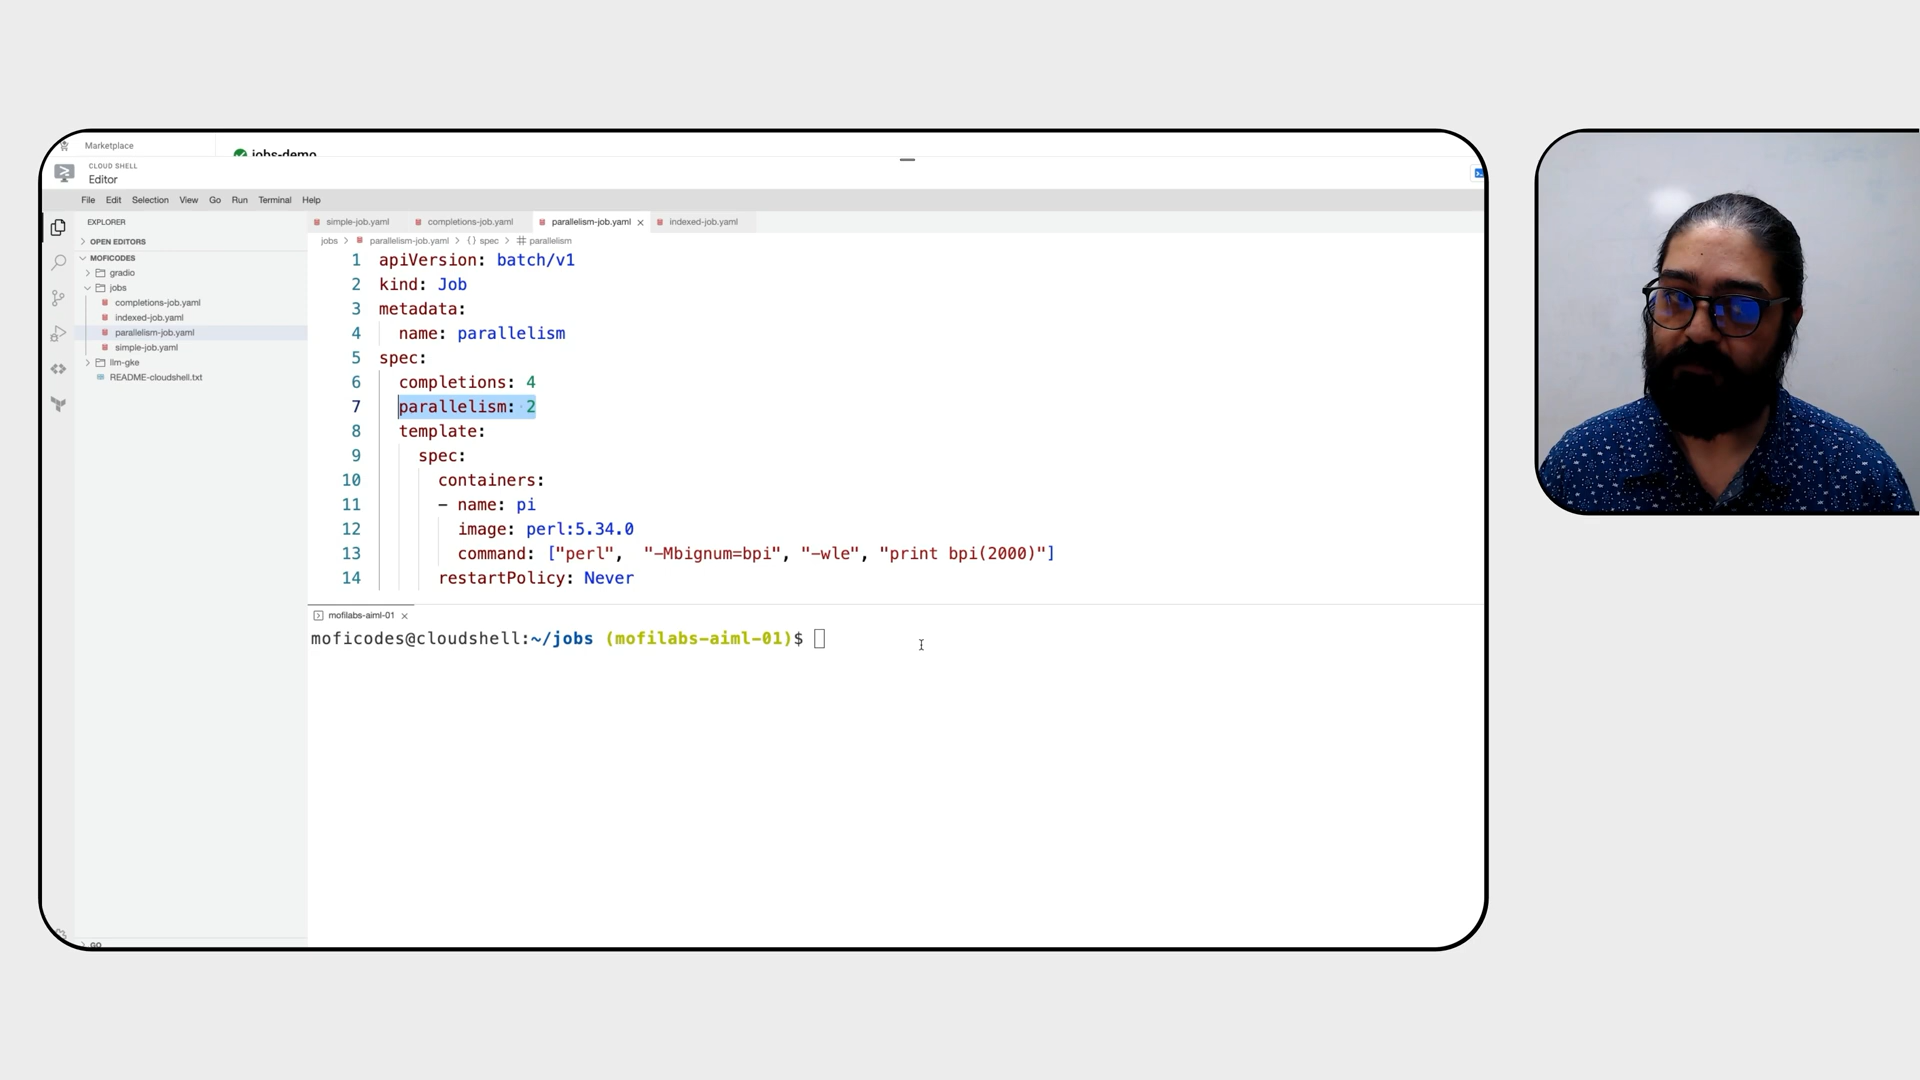 Marketplace
jobs-demo
CLOUD SHELL
Editor
File Edit Selection View Go Run Terminal Help
EXPLORER
OPEN EDITORS
MOFICODES
gradio
jobs
completions-job.yaml
indexed-job.yaml
parallelism-job.yaml
simple-job.yaml
llm-gke
README-cloudshell.txt
GO
simple-job.yaml completions-job.yaml parallelism-job.yaml indexed-job.yaml
jobs > parallelism-job.yaml > {} spec > # parallelism
1 apiVersion: batch/v1
2 kind: Job
3 metadata:
4 name: parallelism
5 spec:
6 completions: 4
7 parallelism: 2
8 template:
9 spec:
10 containers:
11 - name: pi
12 image: perl:5.34.0
13 command: ["perl", "-Mbignum=bpi", "-wle", "print bpi(2000)"]
14 restartPolicy: Never
mofilabs-aiml-01
moficodes@cloudshell:~/jobs (mofilabs-aiml-01)$